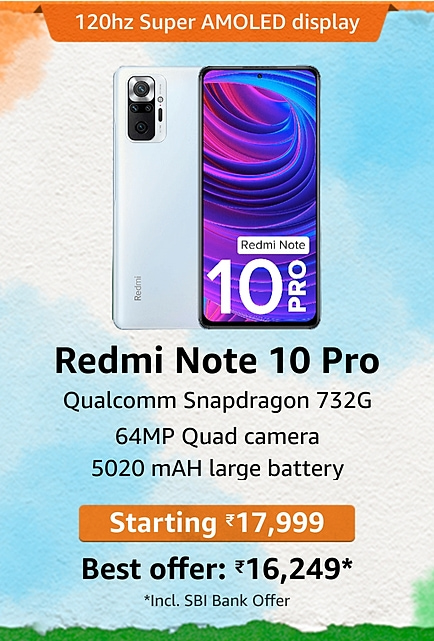 120hz Super AMOLED display
Redmi
Redmi Note
10 PRO
Redmi Note 10 Pro
Qualcomm Snapdragon 732G
64MP Quad camera
5020 mAH large battery
Starting ₹17,999
Best offer: ₹16,249*
*Incl. SBI Bank Offer